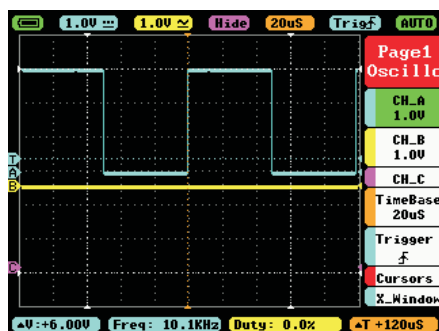 1.0V 1.0V Hide 20uS Trig AUTO
Page1
Oscillo
CH_A
1.0V
CH_B
1.0V
CH_C
TimeBase
20uS
Trigger
Cursors
X_Window
T
A
B
C
▲V:+6.00V Freq: 10.1KHz Duty: 0.0% ▲T +120uS